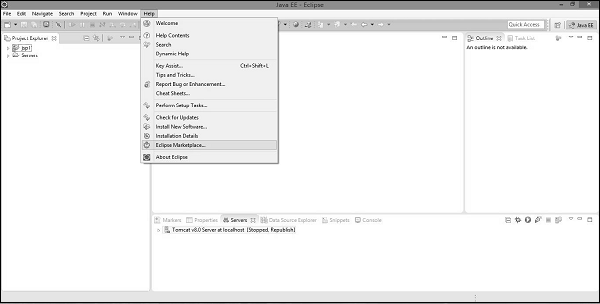 Java EE - Eclipse
File Edit Navigate Search Project Run Window Help
Quick Access
Java EE
Project Explorer
Servers
Welcome
Help Contents
Search
Dynamic Help
Key Assist... Ctrl+Shift+L
Tips and Tricks...
Report Bug or Enhancement...
Cheat Sheets...
Perform Setup Tasks...
Check for Updates
Install New Software...
Installation Details
Eclipse Marketplace...
About Eclipse
Outline Task List
An outline is not available.
Markers Properties Servers Data Source Explorer Snippets Console
Tomcat v8.0 Server at localhost [Stopped, Republish]